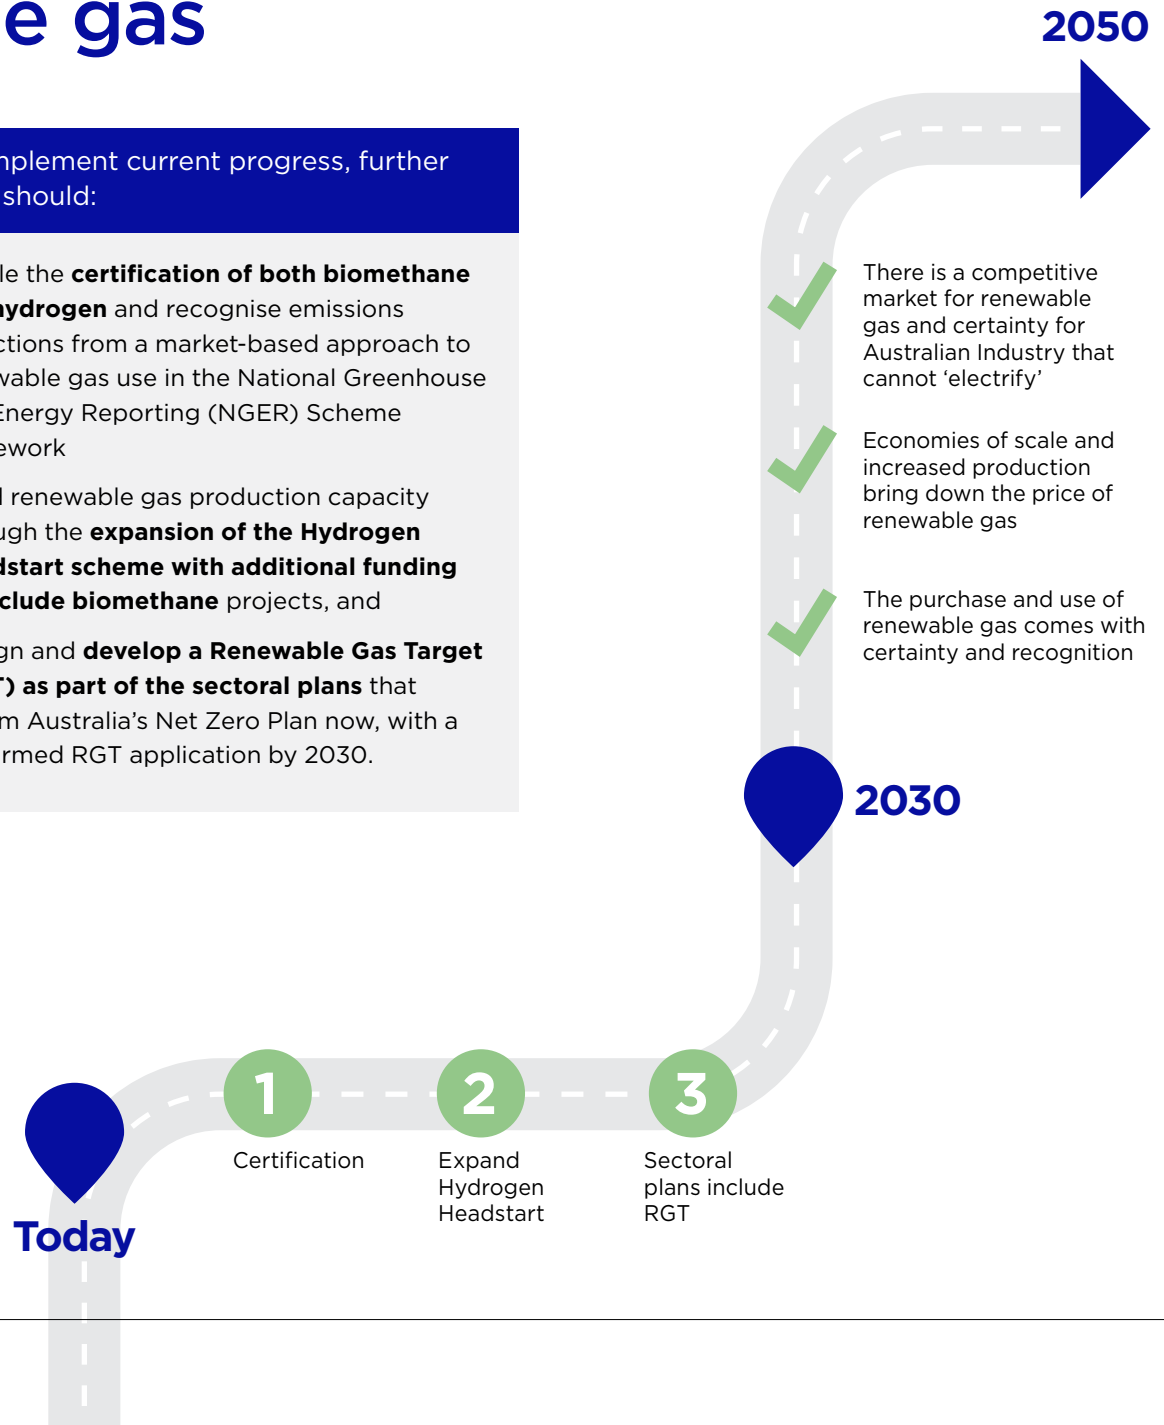 e gas
2050
mplement current progress, further
should:
le the certification of both biomethane
hydrogen and recognise emissions
ctions from a market-based approach to
wable gas use in the National Greenhouse
Energy Reporting (NGER) Scheme
ework
l renewable gas production capacity
ugh the expansion of the Hydrogen
dstart scheme with additional funding
clude biomethane projects, and
gn and develop a Renewable Gas Target
T) as part of the sectoral plans that
m Australia’s Net Zero Plan now, with a
rmed RGT application by 2030.
There is a competitive
market for renewable
gas and certainty for
Australian Industry that
cannot ‘electrify’
Economies of scale and
increased production
bring down the price of
renewable gas
The purchase and use of
renewable gas comes with
certainty and recognition
2030
1
2
3
Certification
Expand
Hydrogen
Headstart
Sectoral
plans include
RGT
Today